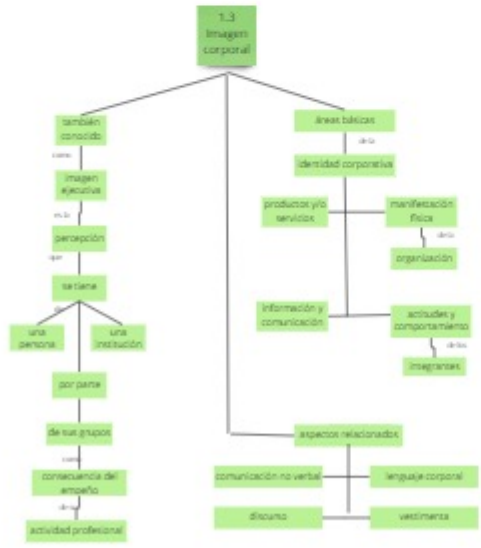 1.3
Imagen
corporal
también
conocido
como
imagen
ejecutiva
es la
percepción
que
se tiene
de
una
persona
una
institución
por parte
de sus grupos
como
consecuencia del
empeño
de su
actividad profesional
áreas básicas
de la
identidad corporativa
productos y/o
servicios
manifestación
física
de la
organización
información y
comunicación
actitudes y
comportamiento
de los
integrantes
aspectos relacionados
comunicación no verbal
lenguaje corporal
discurso
vestimenta